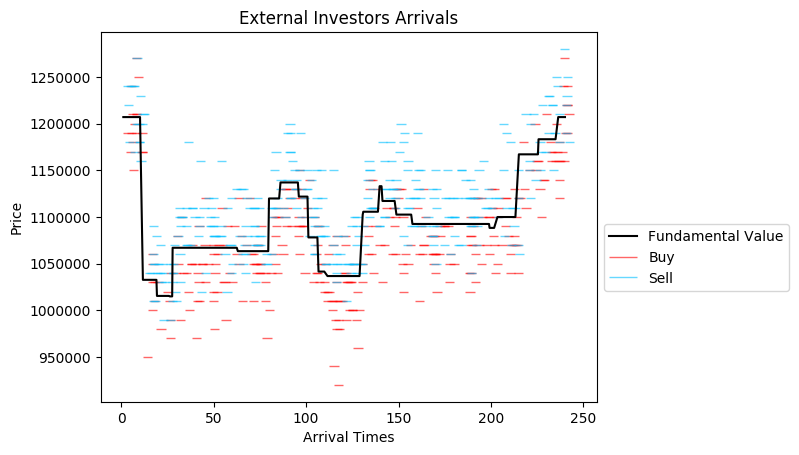 External Investors Arrivals
Price
1250000
1200000
1150000
1100000
1050000
1000000
950000
0 50 100 150 200 250
Arrival Times
Fundamental Value
Buy
Sell